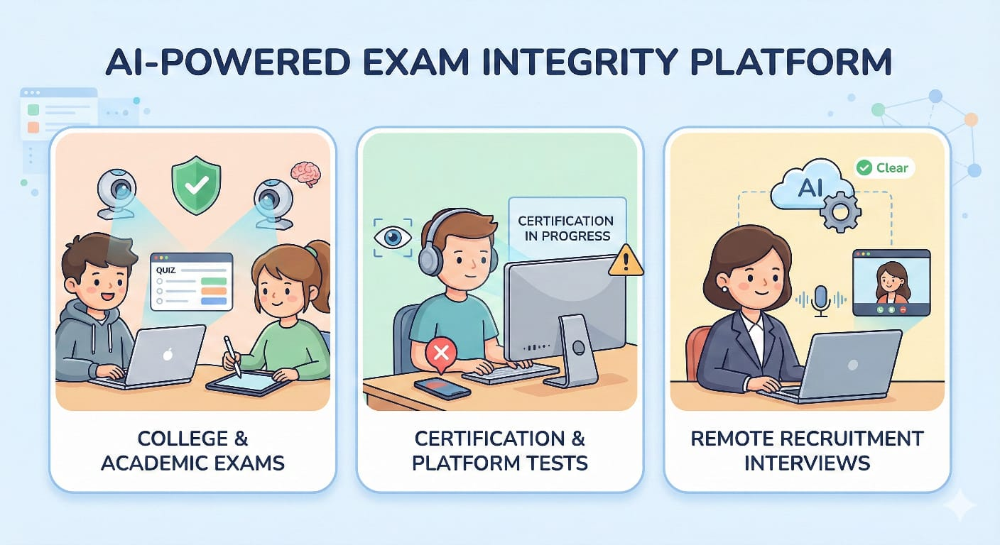 AI-POWERED EXAM INTEGRITY PLATFORM
QUIZ.
COLLEGE &
ACADEMIC EXAMS
CERTIFICATION
IN PROGRESS
CERTIFICATION &
PLATFORM TESTS
AI
Clear
REMOTE RECRUITMENT
INTERVIEWS